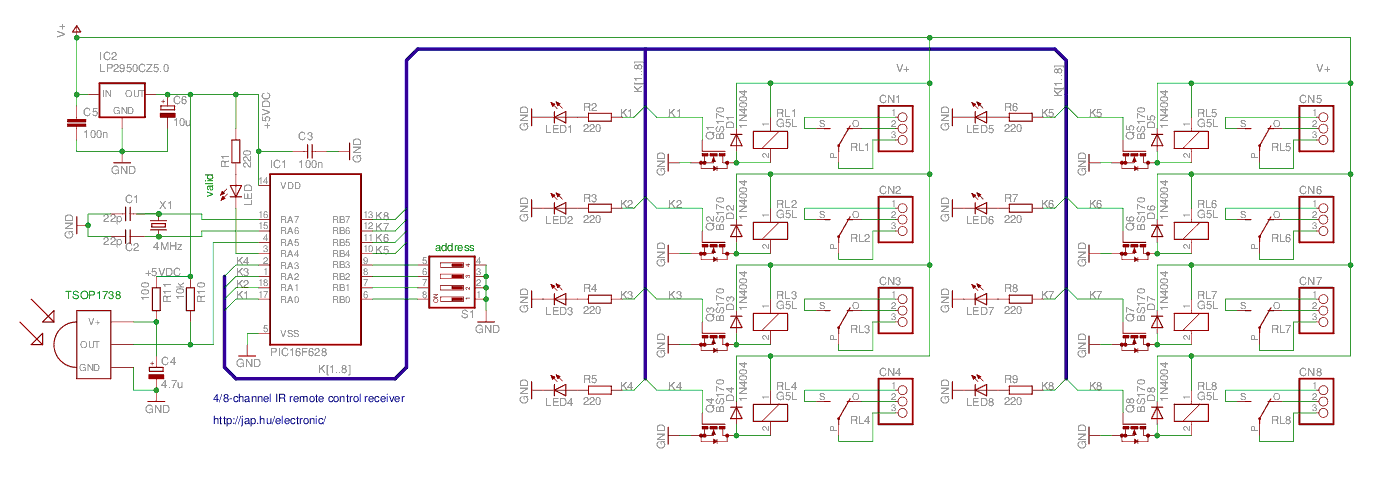 V+
IC2
LP2950CZ5.0
IN OUT
GND
C5
100n
C6
10u
GND
+5VDC
R1
220
valid
LED
C3
100n
GND
IC1
14 VDD
16 RA7
15 RA6
4 RA5
3 RA4
2 RA3
1 RA2
18 RA1
17 RA0
5 VSS
RB7 13 K8
RB6 12 K7
RB5 11 K6
RB4 10 K5
RB3 9
RB2 8
RB1 7
RB0 6
PIC16F628
GND
K4
K3
K2
K1
K[1..8]
C1
22p
X1
4MHz
22p
C2
GND
+5VDC
100
R11
10k
R10
TSOP1738
V+
OUT
GND
C4
4.7u
GND
address
5 4
6 3
7 2
8 1
4
3
2
1
ON
S1
GND
4/8-channel IR remote control receiver
http://jap.hu/electronic/
K[1..8]
V+
GND LED1 R2 220 K1 K1
GND Q1 BS170 D1 1N4004
RL1 G5L 1 2
S O P RL1
CN1 1 2 3
GND LED2 R3 220 K2 K2
GND Q2 BS170 D2 1N4004
RL2 G5L 1 2
S O P RL2
CN2 1 2 3
GND LED3 R4 220 K3 K3
GND Q3 BS170 D3 1N4004
RL3 G5L 1 2
S O P RL3
CN3 1 2 3
GND LED4 R5 220 K4 K4
GND Q4 BS170 D4 1N4004
RL4 G5L 1 2
S O P RL4
CN4 1 2 3
K[1..8]
V+
GND LED5 R6 220 K5 K5
GND Q5 BS170 D5 1N4004
RL5 G5L 1 2
S O P RL5
CN5 1 2 3
GND LED6 R7 220 K6 K6
GND Q6 BS170 D6 1N4004
RL6 G5L 1 2
S O P RL6
CN6 1 2 3
GND LED7 R8 220 K7 K7
GND Q7 BS170 D7 1N4004
RL7 G5L 1 2
S O P RL7
CN7 1 2 3
GND LED8 R9 220 K8 K8
GND Q8 BS170 D8 1N4004
RL8 G5L 1 2
S O P RL8
CN8 1 2 3